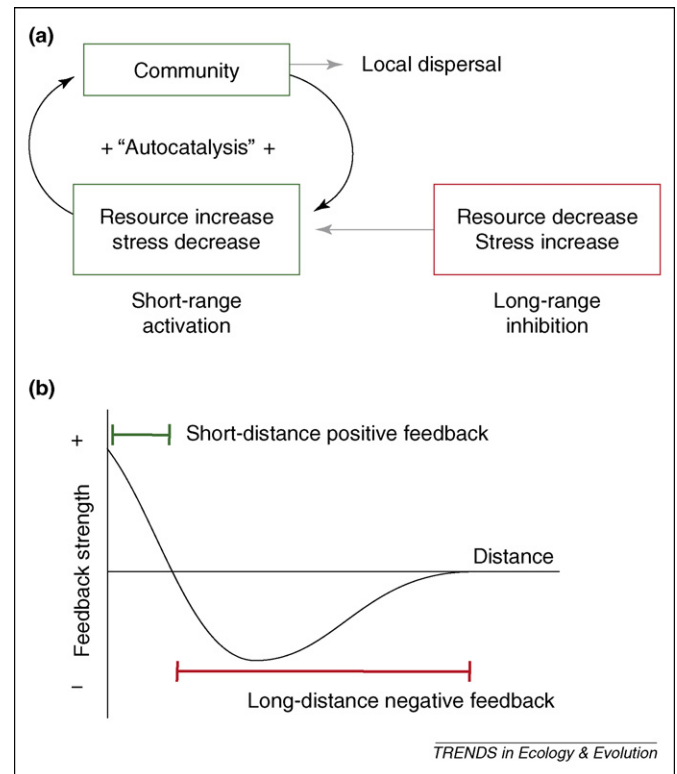 (a)
Community
Local dispersal
+ “Autocatalysis” +
Resource increase
stress decrease
Resource decrease
Stress increase
Short-range
activation
Long-range
inhibition
(b)
+
Short-distance positive feedback
Feedback strength
Distance
–
Long-distance negative feedback
TRENDS in Ecology & Evolution